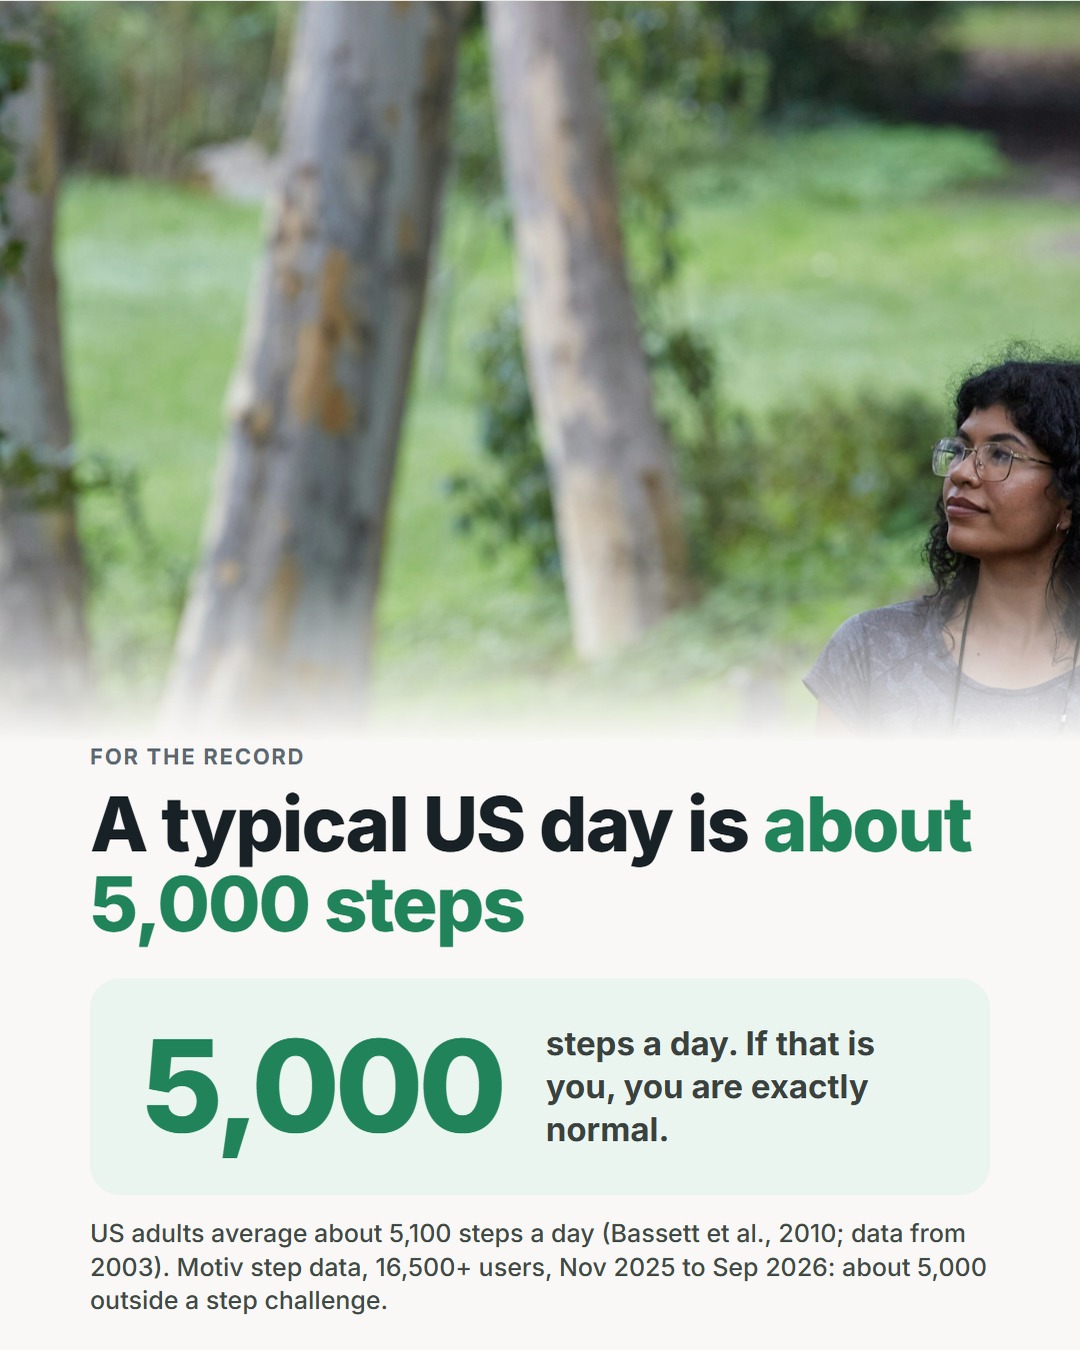 FOR THE RECORD
A typical US day is about
5,000 steps
5,000
steps a day. If that is
you, you are exactly
normal.
US adults average about 5,100 steps a day (Bassett et al., 2010; data from
2003). Motiv step data, 16,500+ users, Nov 2025 to Sep 2026: about 5,000
outside a step challenge.